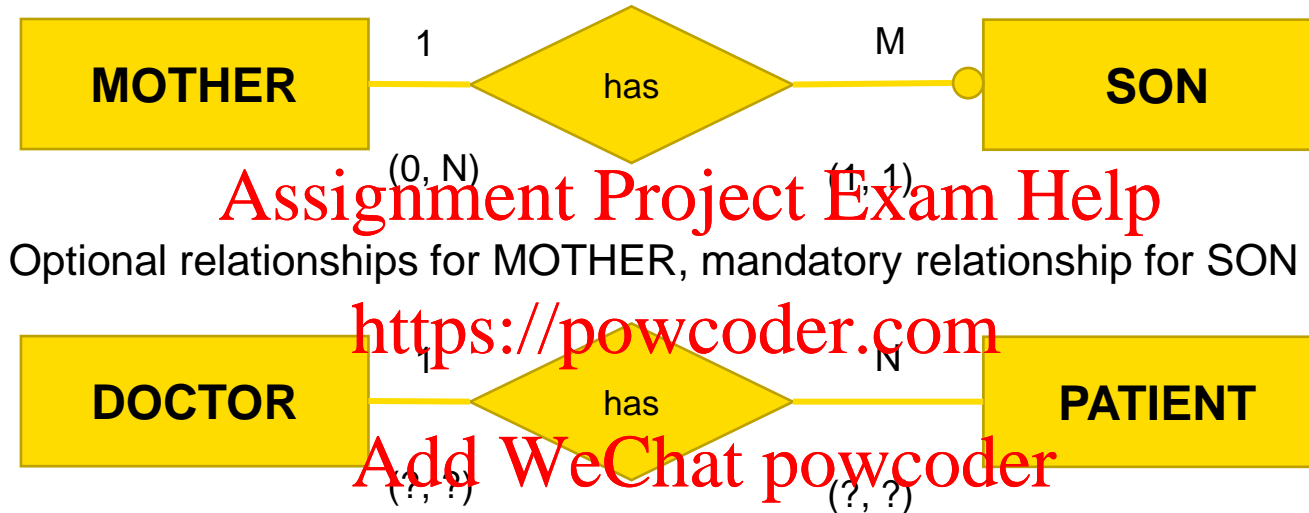 1 M
MOTHER has SON
(0, N) (1, 1)
Assignment Project Exam Help
Optional relationships for MOTHER, mandatory relationship for SON
https://powcoder.com
1 N
DOCTOR has PATIENT
Add WeChat powcoder
(?, ?) (?, ?)